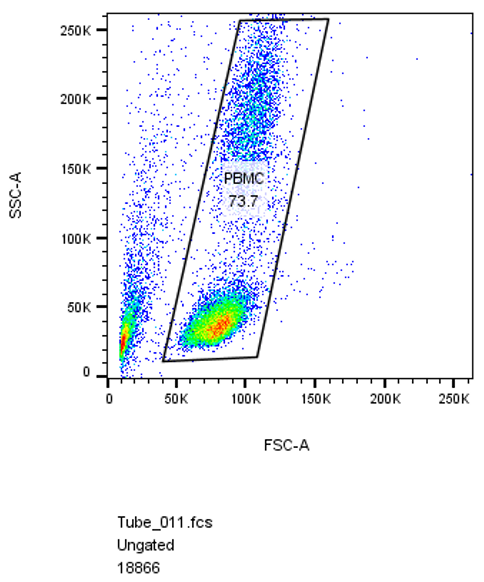 250K
200K
150K
100K
50K
0
SSC-A
PBMC
73.7
0 50K 100K 150K 200K 250K
FSC-A
Tube_011.fcs
Ungated
18866